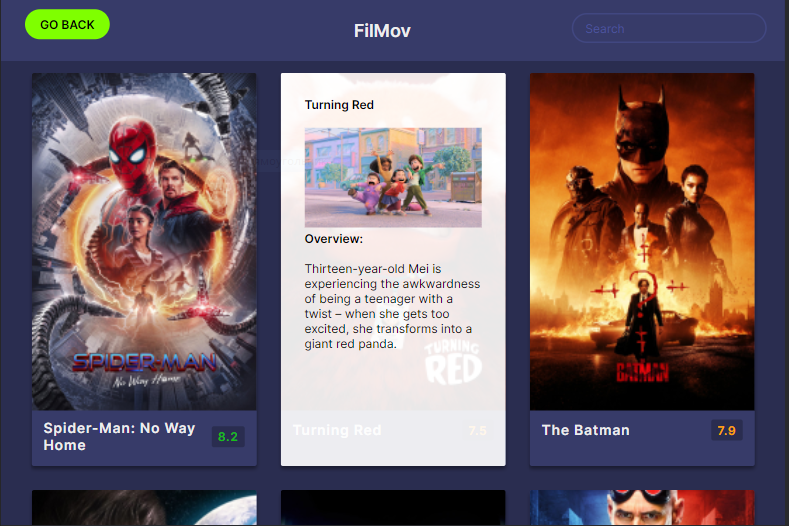 GO BACK
FilMov
Search
SPIDER-MAN
No Way Home
Spider-Man: No Way
Home
8.2
Turning Red
Overview:
Thirteen-year-old Mei is
experiencing the awkwardness
of being a teenager with a
twist – when she gets too
excited, she transforms into a
giant red panda.
TURNING
RED
Turning Red
7.5
THE
BATMAN
The Batman
7.9